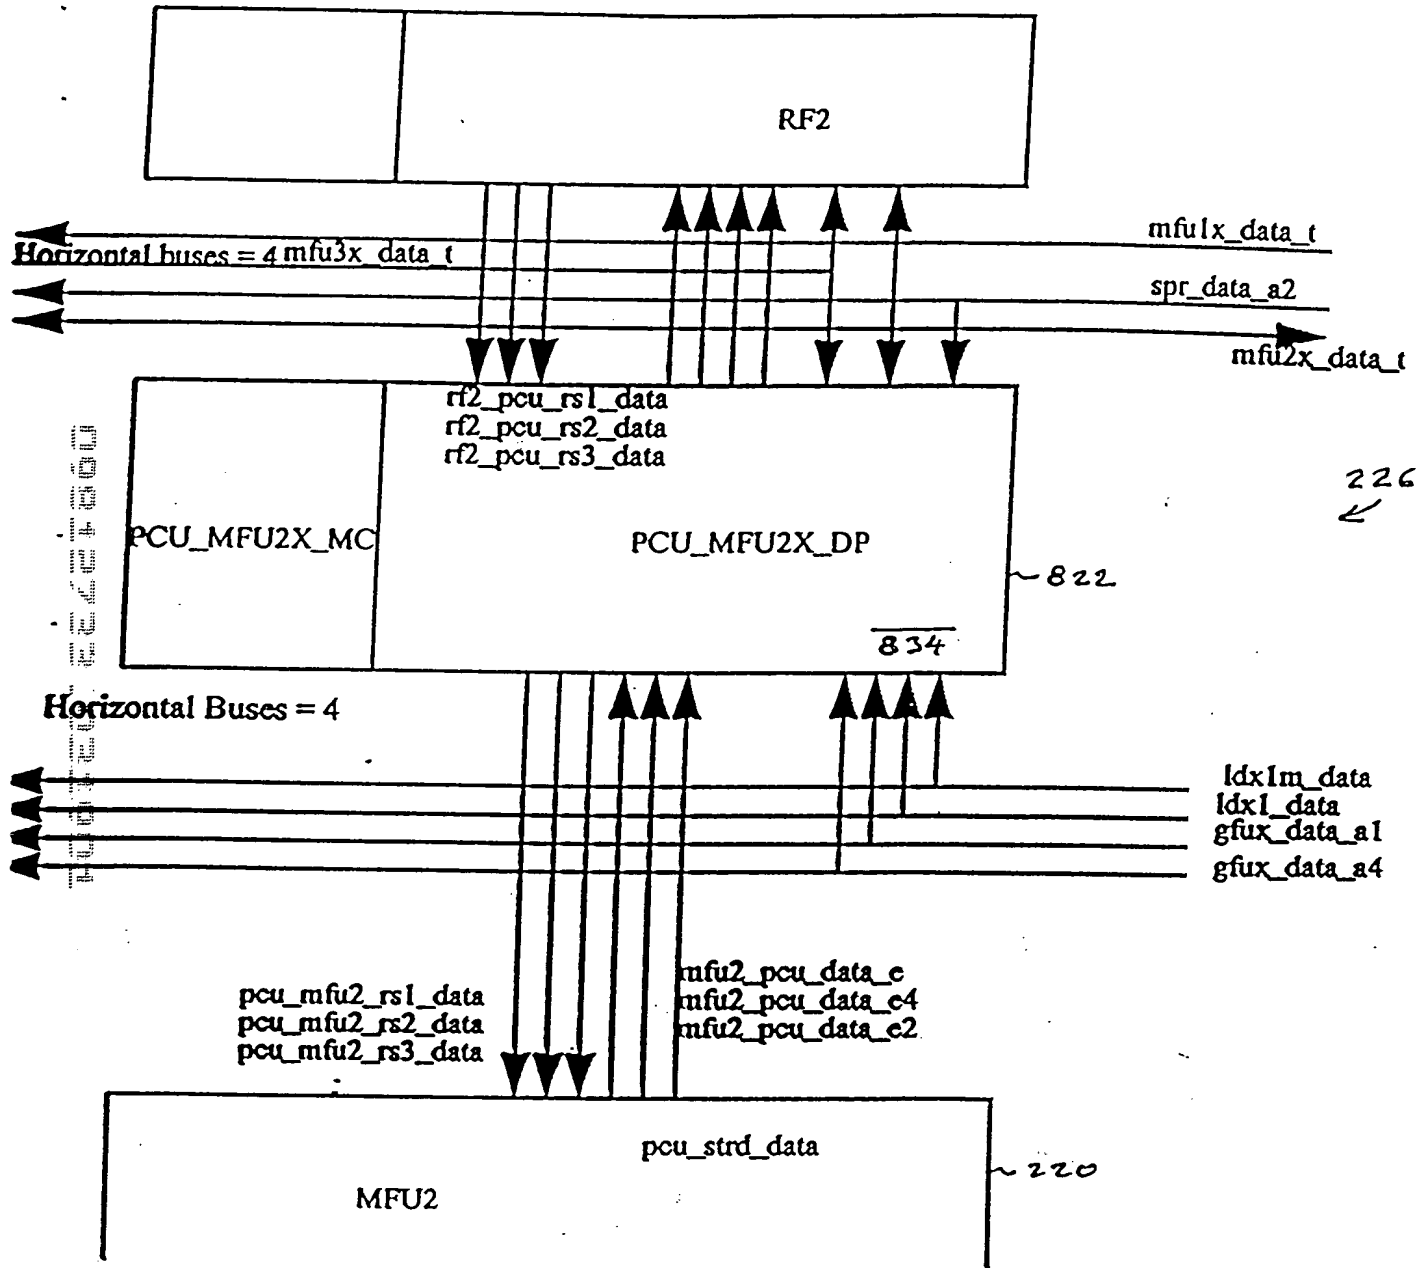 RF2
mfu1x_data_t
Horizontal buses = 4 mfu3x_data_t
spr_data_a2
mfu2x_data_t
rf2_pcu_rs1_data
rf2_pcu_rs2_data
rf2_pcu_rs3_data
226
PCU_MFU2X_MC
PCU_MFU2X_DP
822
834
Horizontal Buses = 4
ldx1m_data
ldx1_data
gfux_data_a1
gfux_data_a4
mfu2_pcu_data_e
mfu2_pcu_data_e4
mfu2_pcu_data_e2
pcu_mfu2_rs1_data
pcu_mfu2_rs2_data
pcu_mfu2_rs3_data
pcu_strd_data
220
MFU2